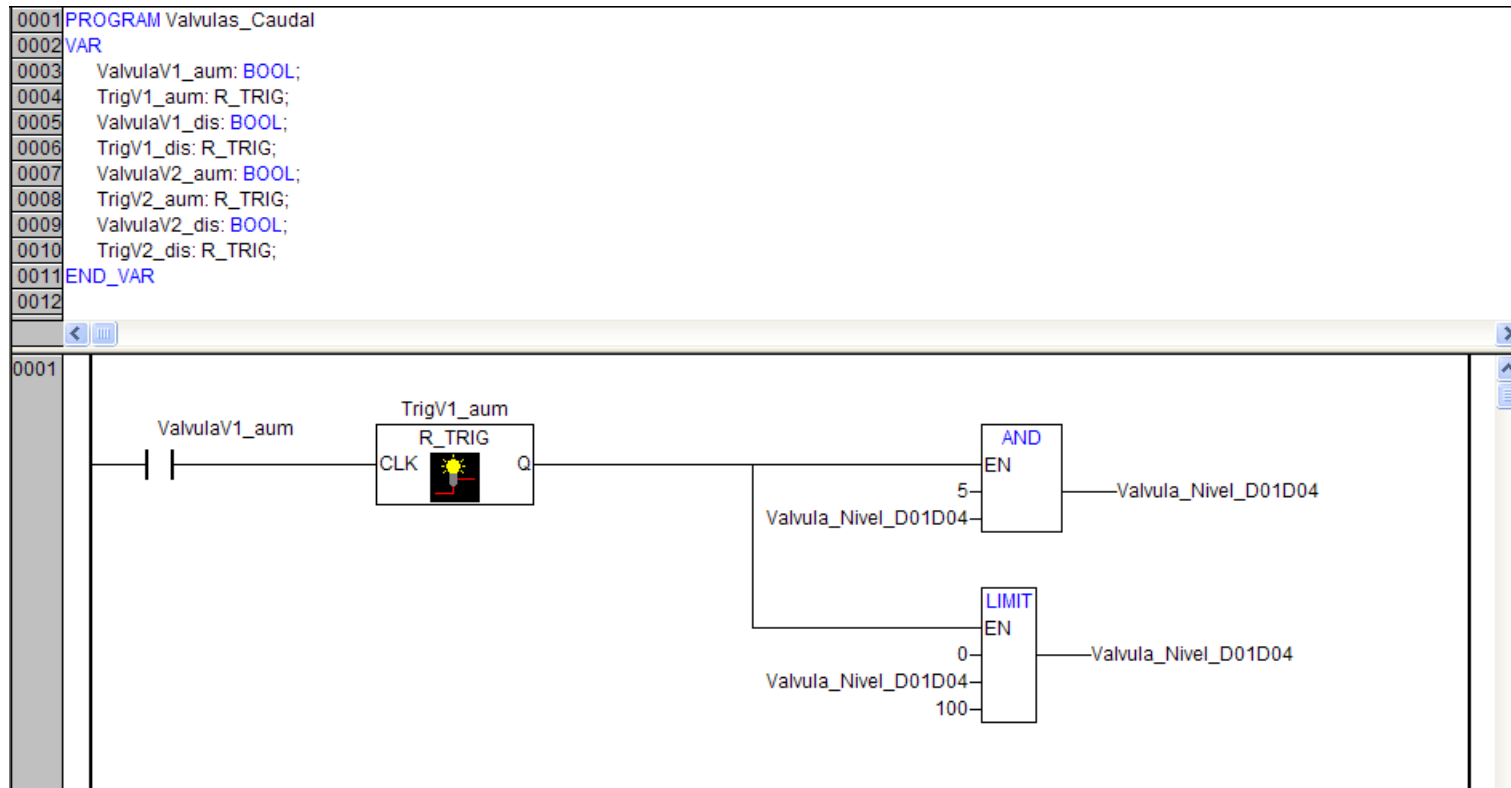 0001 PROGRAM Valvulas_Caudal
0002 VAR
0003 ValvulaV1_aum: BOOL;
0004 TrigV1_aum: R_TRIG;
0005 ValvulaV1_dis: BOOL;
0006 TrigV1_dis: R_TRIG;
0007 ValvulaV2_aum: BOOL;
0008 TrigV2_aum: R_TRIG;
0009 ValvulaV2_dis: BOOL;
0010 TrigV2_dis: R_TRIG;
0011 END_VAR
0012
0001
TrigV1_aum
ValvulaV1_aum
R_TRIG
CLK Q
AND
EN
5
Valvula_Nivel_D01D04
Valvula_Nivel_D01D04
LIMIT
EN
0
Valvula_Nivel_D01D04
Valvula_Nivel_D01D04
100